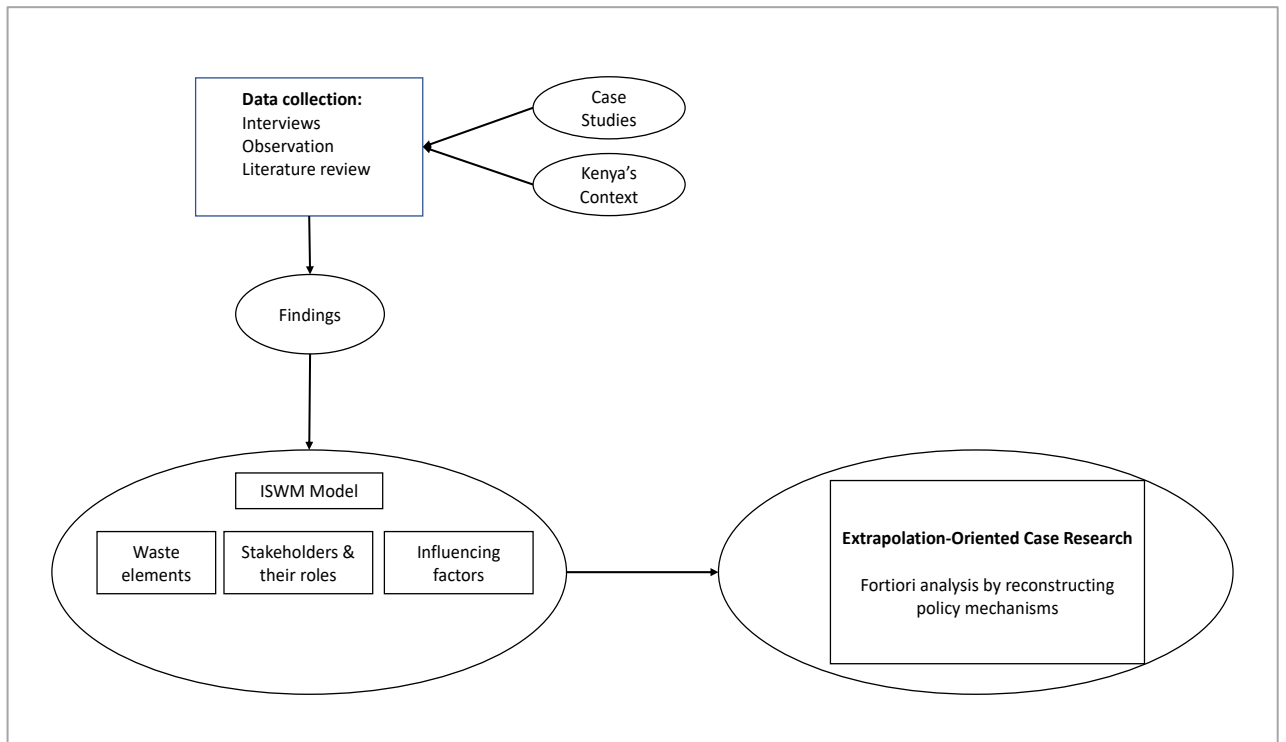 Data collection:
Interviews
Observation
Literature review
Case
Studies
Kenya's
Context
Findings
ISWM Model
Waste
elements
Stakeholders &
their roles
Influencing
factors
Extrapolation-Oriented Case Research
Fortiori analysis by reconstructing
policy mechanisms